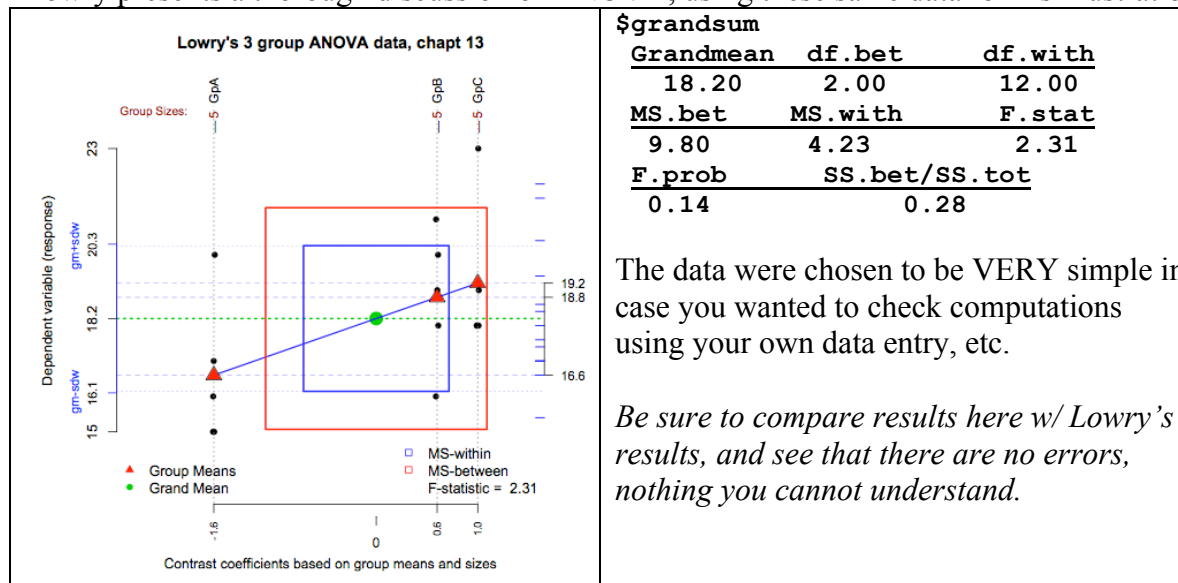 Lowry's 3 group ANOVA data, chapt 13
Group Sizes:
5 GpA
5 GpB
5 GpC
Dependent variable (response)
23
20.3
18.2
16.1
15
gm+sdw
gm-sdw
19.2
18.8
16.6
Group Means
Grand Mean
MS-within
MS-between
F-statistic = 2.31
-1.6
0
0.6
1.0
Contrast coefficients based on group means and sizes
$grandsum
Grandmean df.bet df.with
18.20 2.00 12.00
MS.bet MS.with F.stat
9.80 4.23 2.31
F.prob SS.bet/SS.tot
0.14 0.28
The data were chosen to be VERY simple in
case you wanted to check computations
using your own data entry, etc.
Be sure to compare results here w/ Lowry's
results, and see that there are no errors,
nothing you cannot understand.